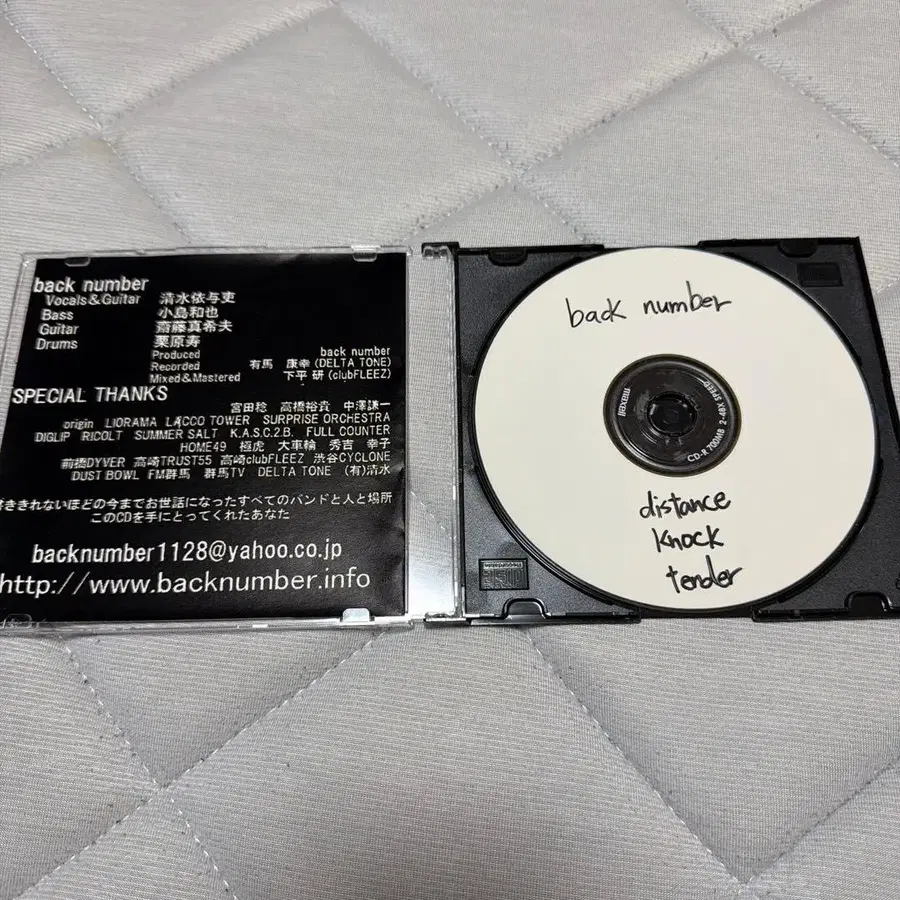 back number
Vocals&Guitar 清水依与吏
Bass 小島和也
Guitar 齋藤真希夫
Drums 栗原寿
Produced back number
Recorded 有馬 康幸(DELTA TONE)
Mixed&Mastered 下平 研(clubFLEEZ)
SPECIAL THANKS
宮田稔 高橋裕貴 中澤謙一
origin LIORAMA LACCO TOWER SURPRISE ORCHESTRA
DIGLIP RICOLT SUMMER SALT K.A.S.C.2.B. FULL COUNTER
HOME49 極虎 大車輪 秀吉 幸子
前橋DYVER 高崎TRUST55 高崎clubFLEEZ 渋谷CYCLONE
DUST BOWL FM群馬 群馬TV DELTA TONE (有)清水
ききれないほどの今までお世話になったすべてのバンドと人と場所
このCDを手にとってくれたあなた
backnumber1128@yahoo.co.jp
http://www.backnumber.info
back number
maxell
CD-R 700MB 2-48X SPEED
distance
knock
tender